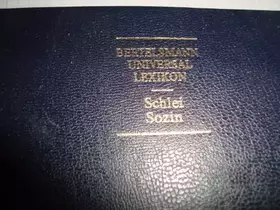 BERTELSMANN
UNIVERSAL
LEXIKON
Schlei
Sozin